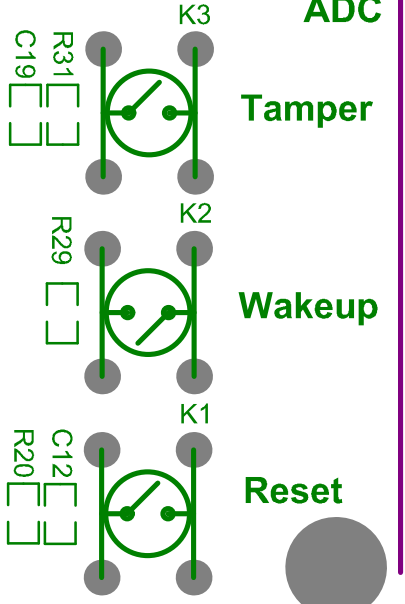 ADC
K3
C19
R31
Tamper
K2
R29
Wakeup
K1
R20
C12
Reset